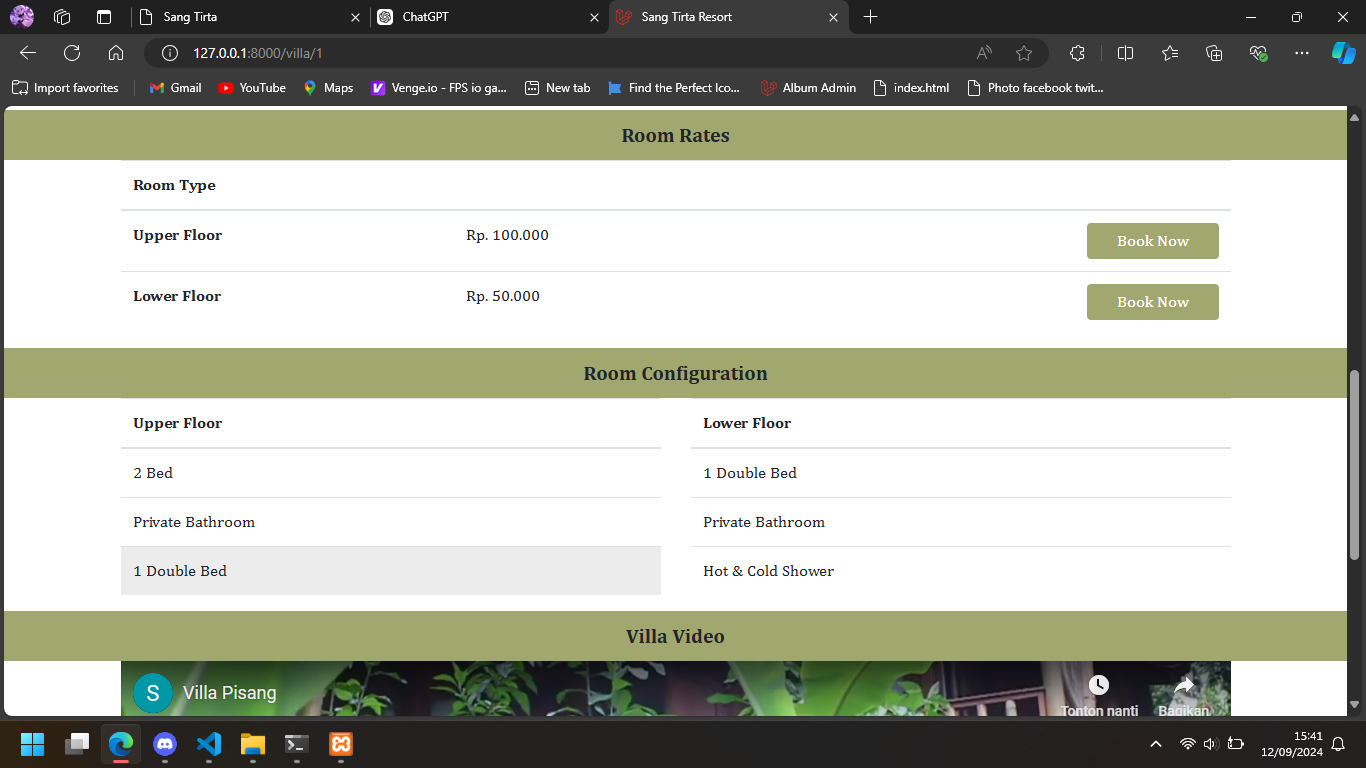 Sang Tirta
ChatGPT
Sang Tirta Resort
127.0.0.1:8000/villa/1
Import favorites
Gmail
YouTube
Maps
Venge.io - FPS io ga...
New tab
Find the Perfect Ico...
Album Admin
index.html
Photo facebook twit...
Room Rates
Room Type
Upper Floor Rp. 100.000 Book Now
Lower Floor Rp. 50.000 Book Now
Room Configuration
Upper Floor
2 Bed
Private Bathroom
1 Double Bed
Lower Floor
1 Double Bed
Private Bathroom
Hot & Cold Shower
Villa Video
S Villa Pisang
Tonton nanti
Bagikan
15:41
12/09/2024